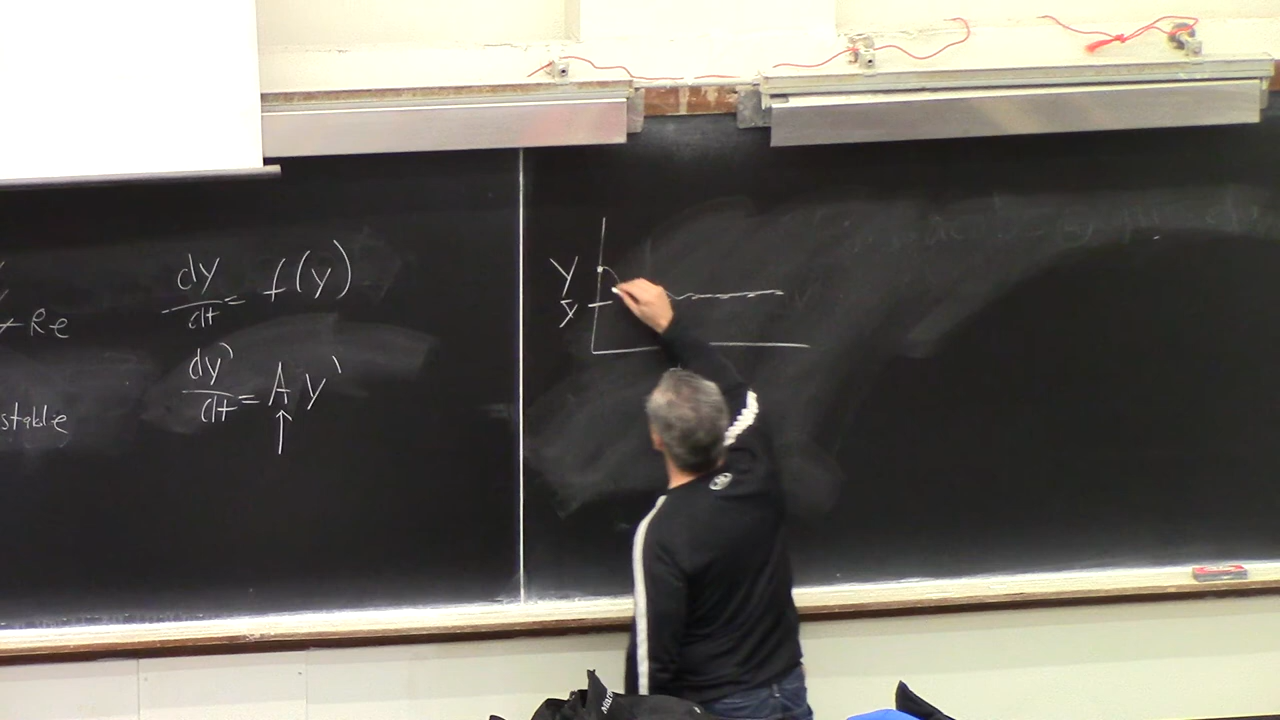 Re
stable
dy/dt = f(y)
dy'/dt = A y'
↑
y
ȳ